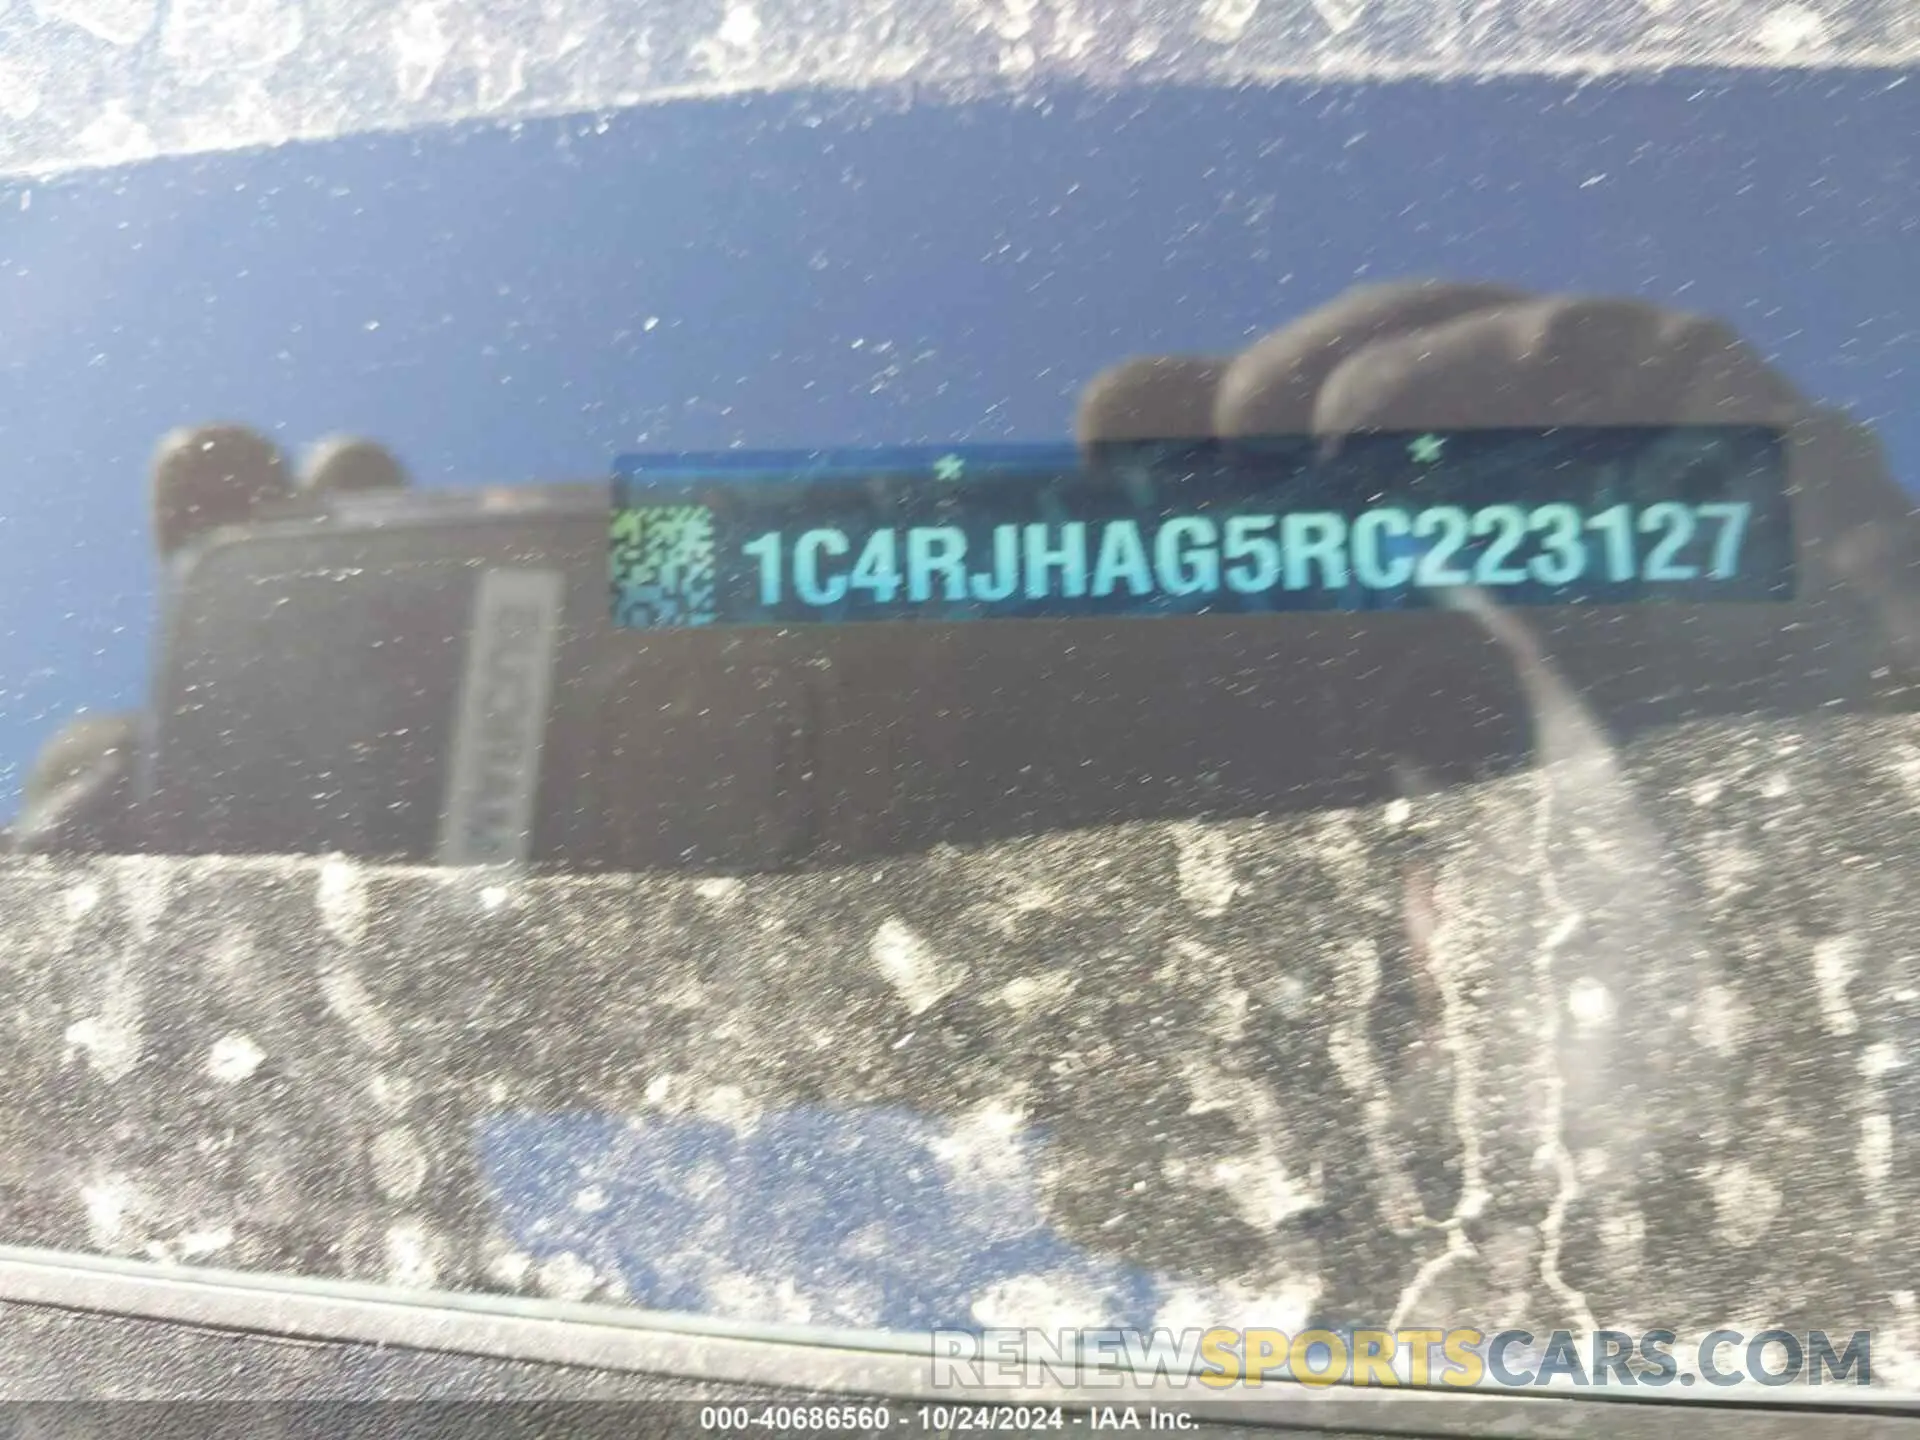 * *
1C4RJHAG5RC223127
RENEWSPORTSCARS.COM
000-40686560 - 10/24/2024 - IAA Inc.